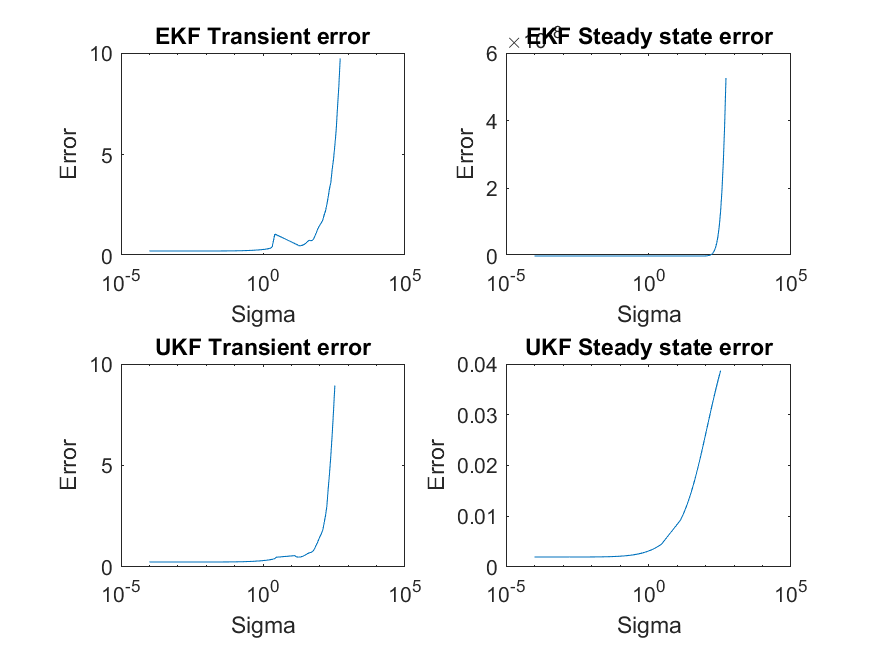 EKF Transient error
10
5
0
Error
10^-5
10^0
10^5
Sigma
EKF Steady state error
6
4
2
0
Error
10^-5
10^0
10^5
Sigma
UKF Transient error
10
5
0
Error
10^-5
10^0
10^5
Sigma
UKF Steady state error
0.04
0.03
0.02
0.01
0
Error
10^-5
10^0
10^5
Sigma